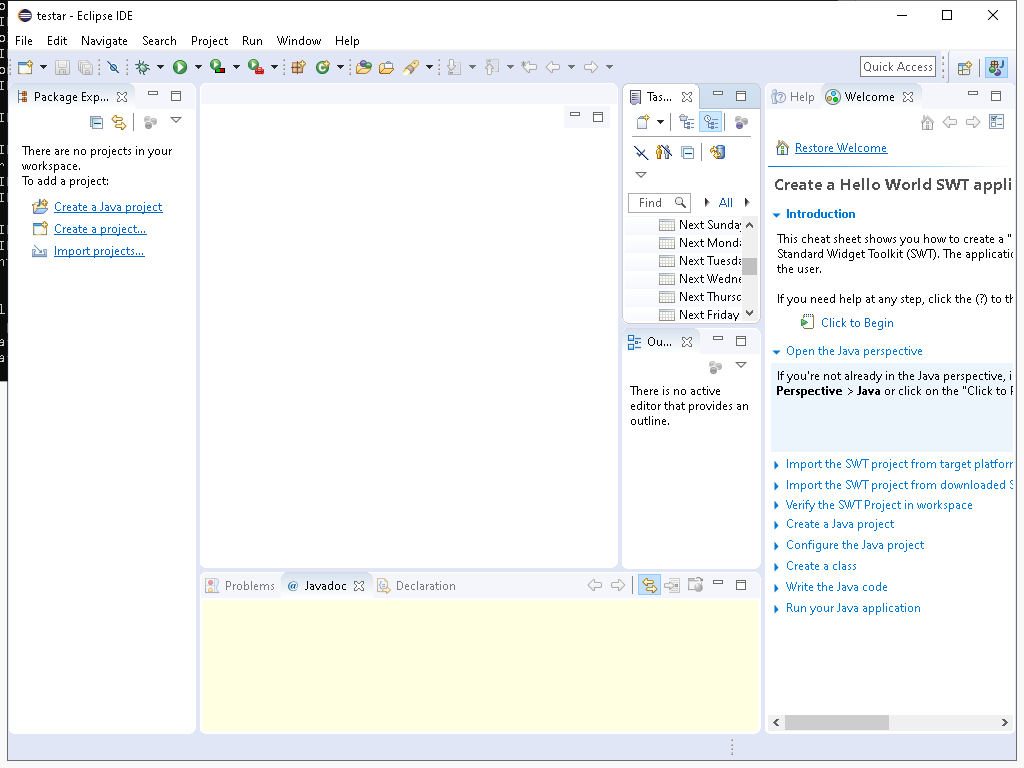 testar - Eclipse IDE
File Edit Navigate Search Project Run Window Help
Quick Access
Package Exp...
There are no projects in your
workspace.
To add a project:
Create a Java project
Create a project...
Import projects...
Tas...
Find
All
Next Sunday
Next Monda
Next Tuesda
Next Wedne
Next Thursd
Next Friday
Ou...
There is no active
editor that provides an
outline.
Problems @ Javadoc Declaration
Help Welcome
Restore Welcome
Create a Hello World SWT appli
Introduction
This cheat sheet shows you how to create a "
Standard Widget Toolkit (SWT). The applicatio
the user.
If you need help at any step, click the (?) to th
Click to Begin
Open the Java perspective
If you're not already in the Java perspective, i
Perspective > Java or click on the "Click to P
Import the SWT project from target platform
Import the SWT project from downloaded S
Verify the SWT Project in workspace
Create a Java project
Configure the Java project
Create a class
Write the Java code
Run your Java application